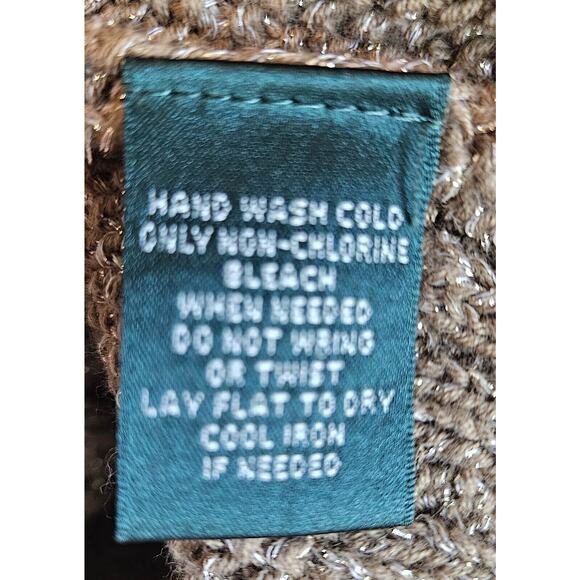 HAND WASH COLD
ONLY NON-CHLORINE
BLEACH
WHEN NEEDED
DO NOT WRING
OR TWIST
LAY FLAT TO DRY
COOL IRON
IF NEEDED